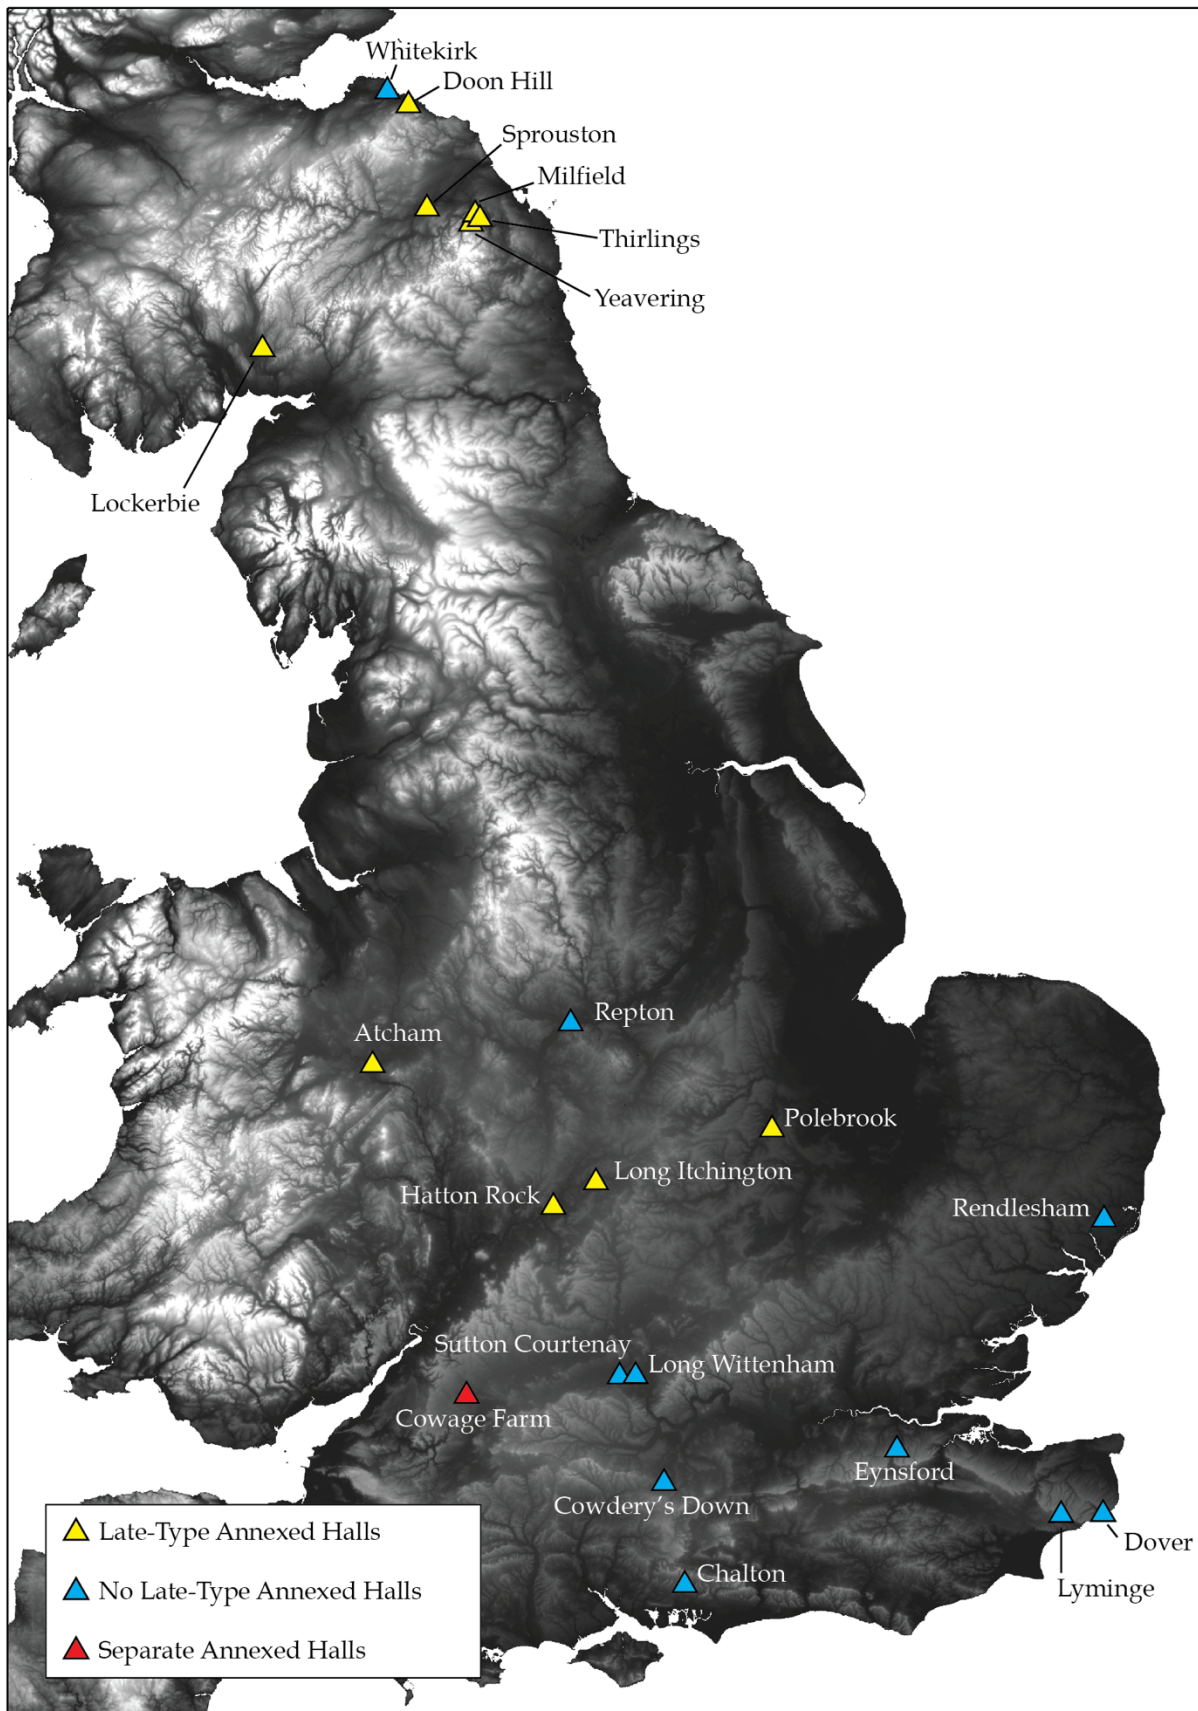 Whitekirk
Doon Hill
Sprouston
Milfield
Thirlings
Yeavering
Lockerbie
Repton
Atcham
Polebrook
Long Itchington
Hatton Rock
Rendlesham
Sutton Courtenay
Long Wittenham
Cowage Farm
Eynsford
Cowdery's Down
Dover
Chalton
Lyminge
Late-Type Annexed Halls
No Late-Type Annexed Halls
Separate Annexed Halls